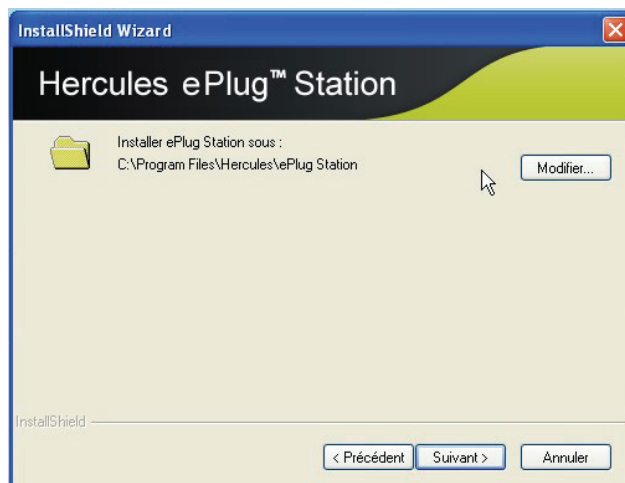 InstallShield Wizard
Hercules ePlug™ Station
Installer ePlug Station sous :
C:\Program Files\Hercules\ePlug Station
Modifier...
InstallShield
< Précédent
Suivant >
Annuler